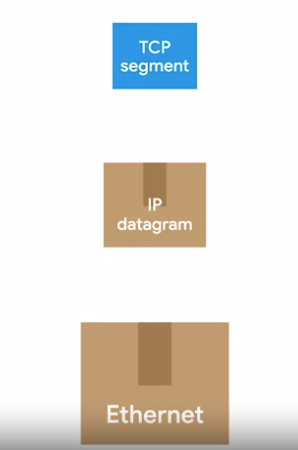 TCP
segment
IP
datagram
Ethernet